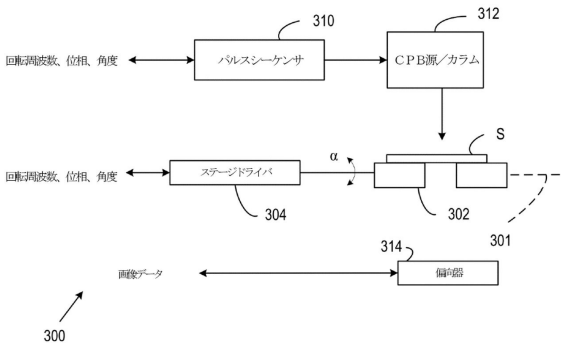 310
312
回転周波数、位相、角度
パルスシーケンサ
CPB源/カラム
S
α
回転周波数、位相、角度
ステージドライバ
304
302
301
314
画像データ
偏向器
300